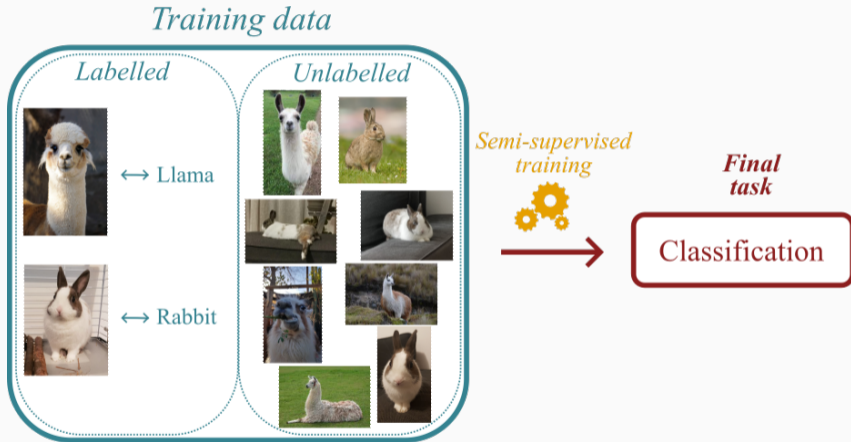 Training data
Labelled
Unlabelled
↔ Llama
↔ Rabbit
Semi-supervised
training
Final
task
Classification